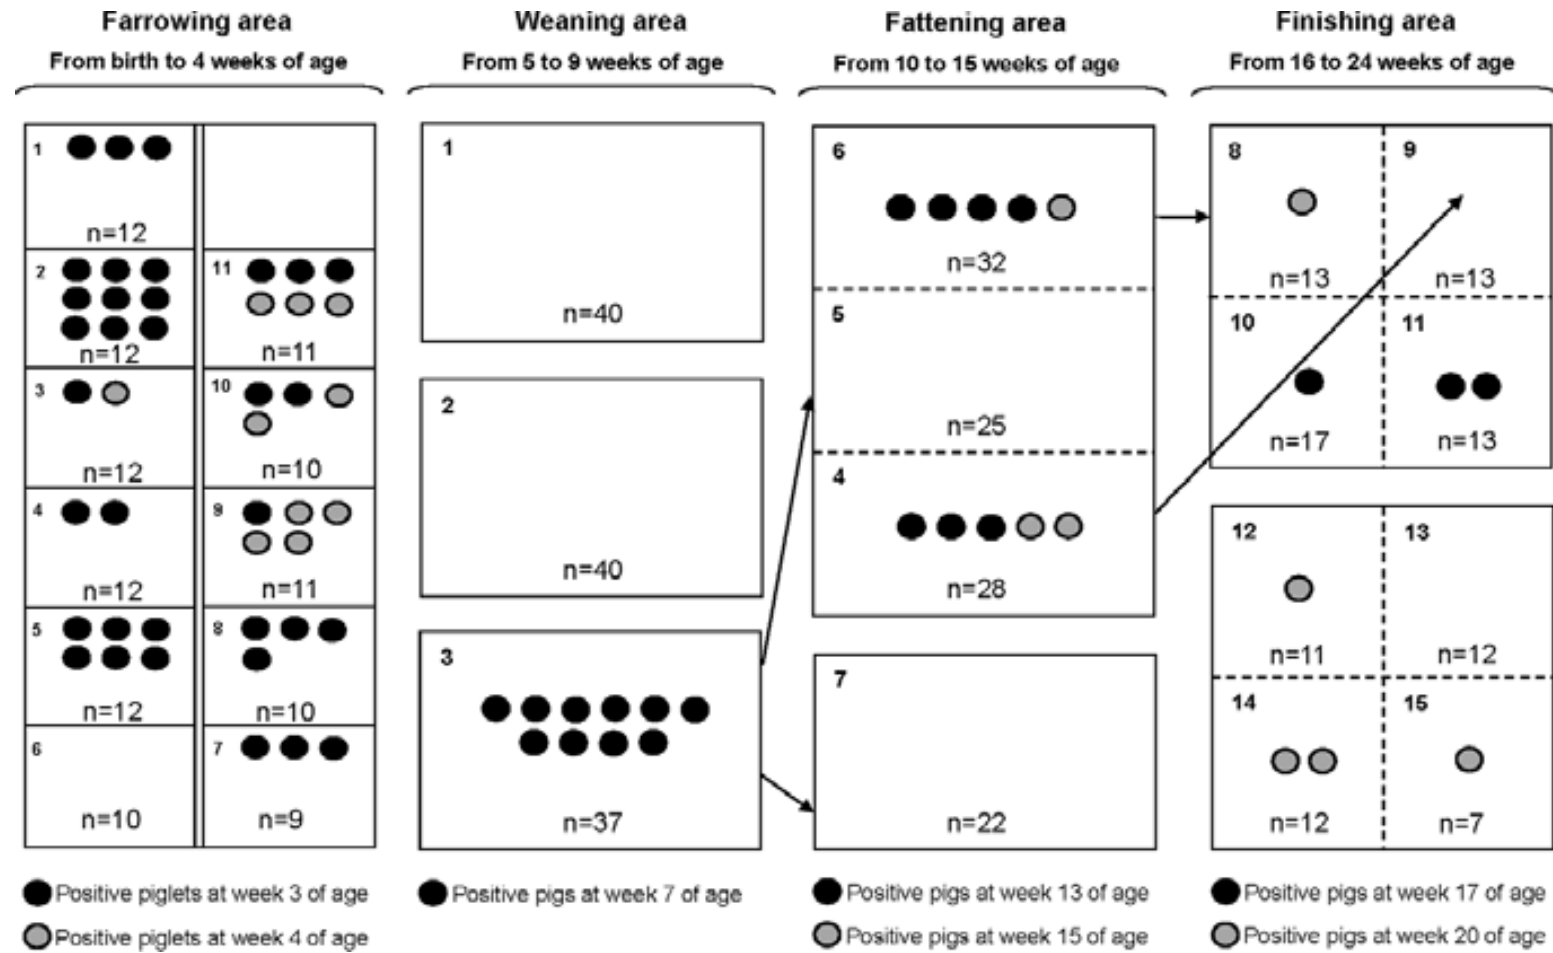 Farrowing area
From birth to 4 weeks of age
1
n=12
2
n=12
3
n=12
4
n=12
5
n=12
6
n=10
11
n=11
10
n=10
9
n=11
8
n=10
7
n=9
Positive piglets at week 3 of age
Positive piglets at week 4 of age
Weaning area
From 5 to 9 weeks of age
1
n=40
2
n=40
3
n=37
Positive pigs at week 7 of age
Fattening area
From 10 to 15 weeks of age
6
n=32
5
n=25
4
n=28
7
n=22
Positive pigs at week 13 of age
Positive pigs at week 15 of age
Finishing area
From 16 to 24 weeks of age
8
n=13
9
n=13
10
n=17
11
n=13
12
n=11
13
n=12
14
n=12
15
n=7
Positive pigs at week 17 of age
Positive pigs at week 20 of age